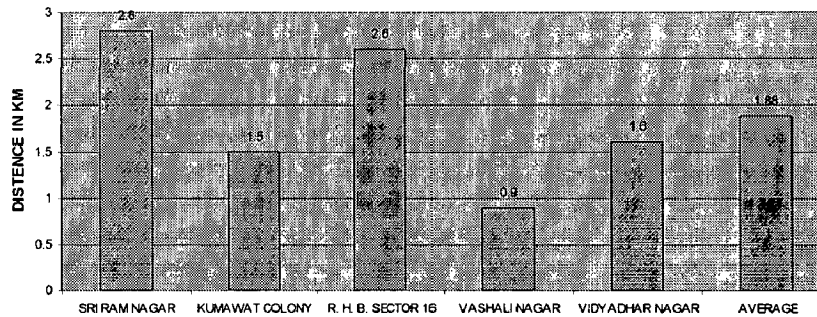 3
2.5
2
1.5
1
0.5
0
DISTENCE IN KM
2.8
1.5
2.6
0.9
1.6
1.88
SRI RAM NAGAR
KUMAWAT COLONY
R. H. B. SECTOR 16
VASHALI NAGAR
VIDYADHAR NAGAR
AVERAGE